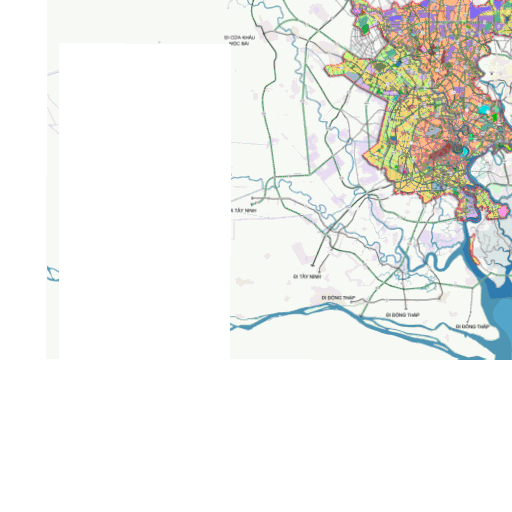 ĐI CỬA KHẨU
MỘC BÀI
TÂY NINH
ĐI TÂY NINH
ĐI ĐỒNG THÁP
ĐI ĐỒNG THÁP
ĐI ĐỒNG THÁP